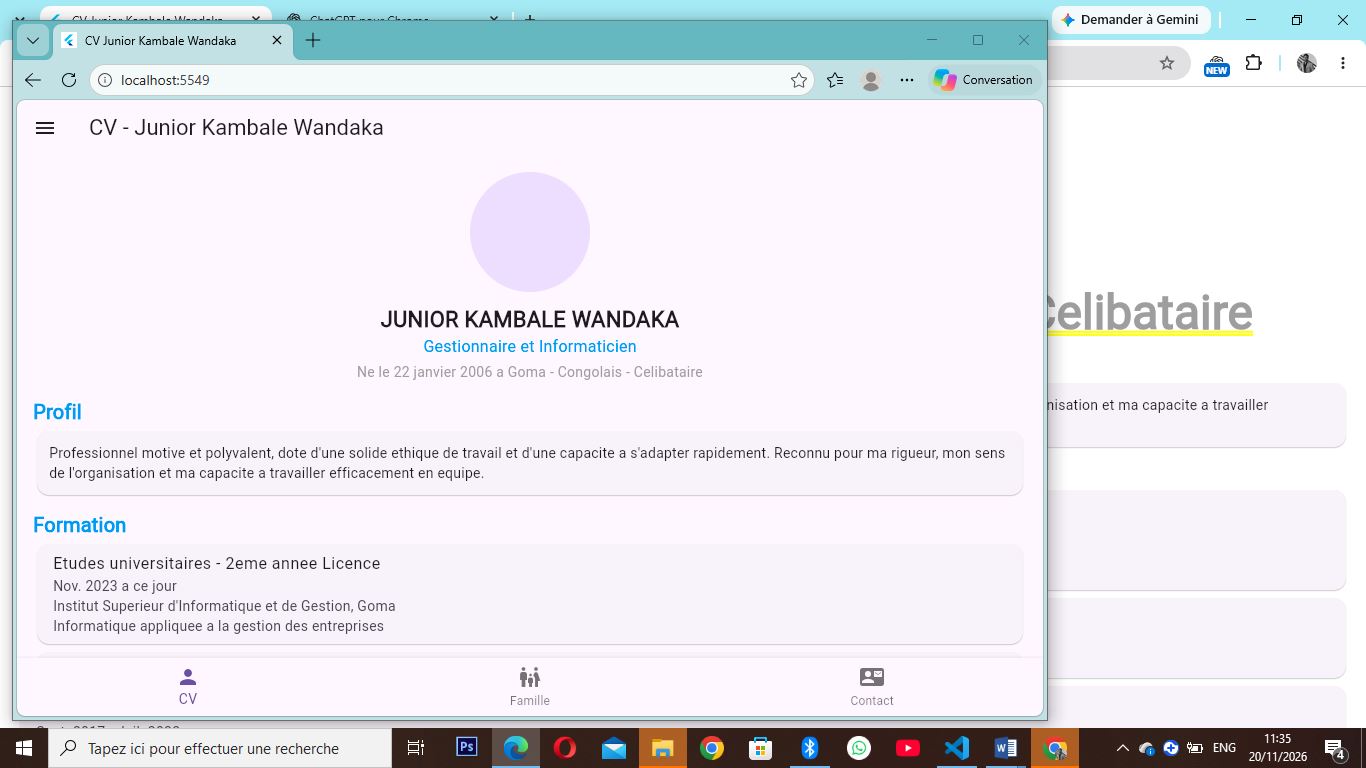 CV Junior Kambale Wandaka
ChatGPT pour Chrome
Demander à Gemini
CV Junior Kambale Wandaka
localhost:5549
Conversation
NEW
CV - Junior Kambale Wandaka
JUNIOR KAMBALE WANDAKA
Gestionnaire et Informaticien
Ne le 22 janvier 2006 a Goma - Congolais - Celibataire
Celibataire
Profil
Professionnel motive et polyvalent, dote d'une solide ethique de travail et d'une capacite a s'adapter rapidement. Reconnu pour ma rigueur, mon sens
de l'organisation et ma capacite a travailler efficacement en equipe.
nisation et ma capacite a travailler
Formation
Etudes universitaires - 2eme annee Licence
Nov. 2023 a ce jour
Institut Superieur d'Informatique et de Gestion, Goma
Informatique appliquee a la gestion des entreprises
CV
Famille
Contact
Tapez ici pour effectuer une recherche
Ps
ENG
11:35
20/11/2026
4